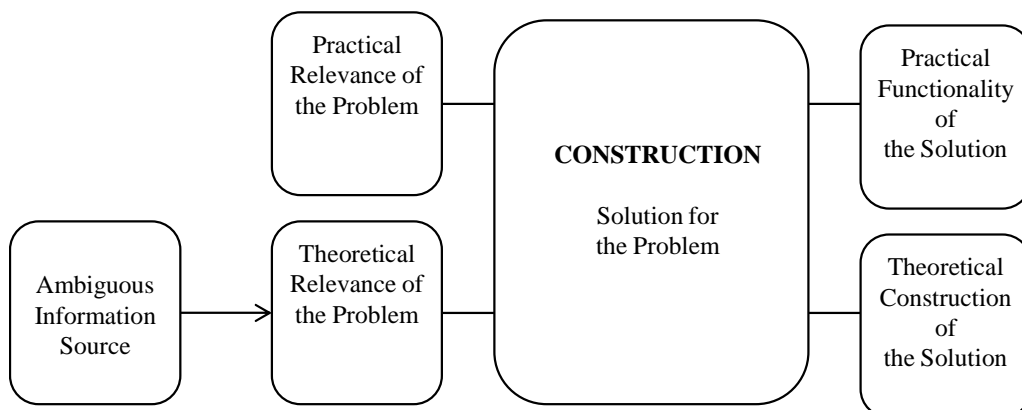 Practical
Relevance of
the Problem
CONSTRUCTION
Solution for
the Problem
Practical
Functionality
of
the Solution
Ambiguous
Information
Source
Theoretical
Relevance of
the Problem
Theoretical
Construction
of
the Solution